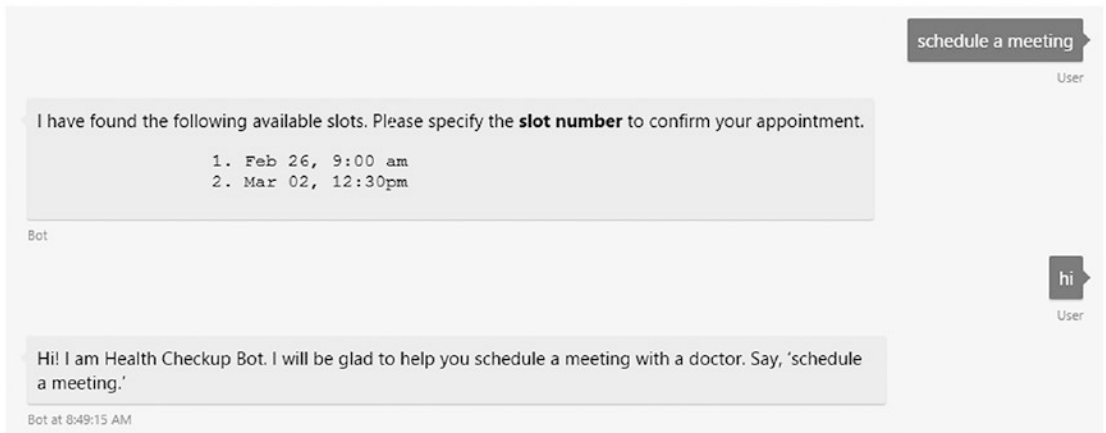 schedule a meeting
User
I have found the following available slots. Please specify the slot number to confirm your appointment.
1. Feb 26, 9:00 am
2. Mar 02, 12:30pm
Bot
hi
User
Hi! I am Health Checkup Bot. I will be glad to help you schedule a meeting with a doctor. Say, ‘schedule
a meeting.’
Bot at 8:49:15 AM